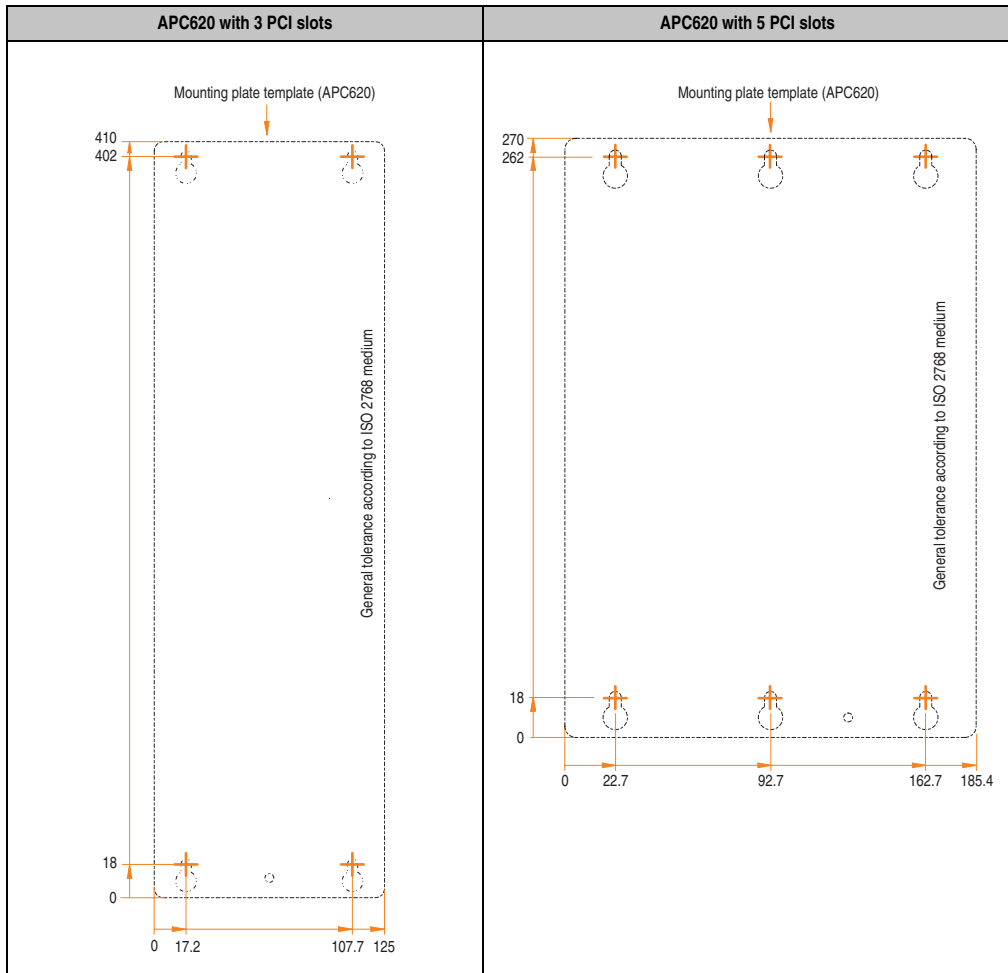 APC620 with 3 PCI slots
APC620 with 5 PCI slots
Mounting plate template (APC620)
410
402
General tolerance according to ISO 2768 medium
18
0
0 17.2 107.7 125
Mounting plate template (APC620)
270
262
General tolerance according to ISO 2768 medium
18
0
0 22.7 92.7 162.7 185.4